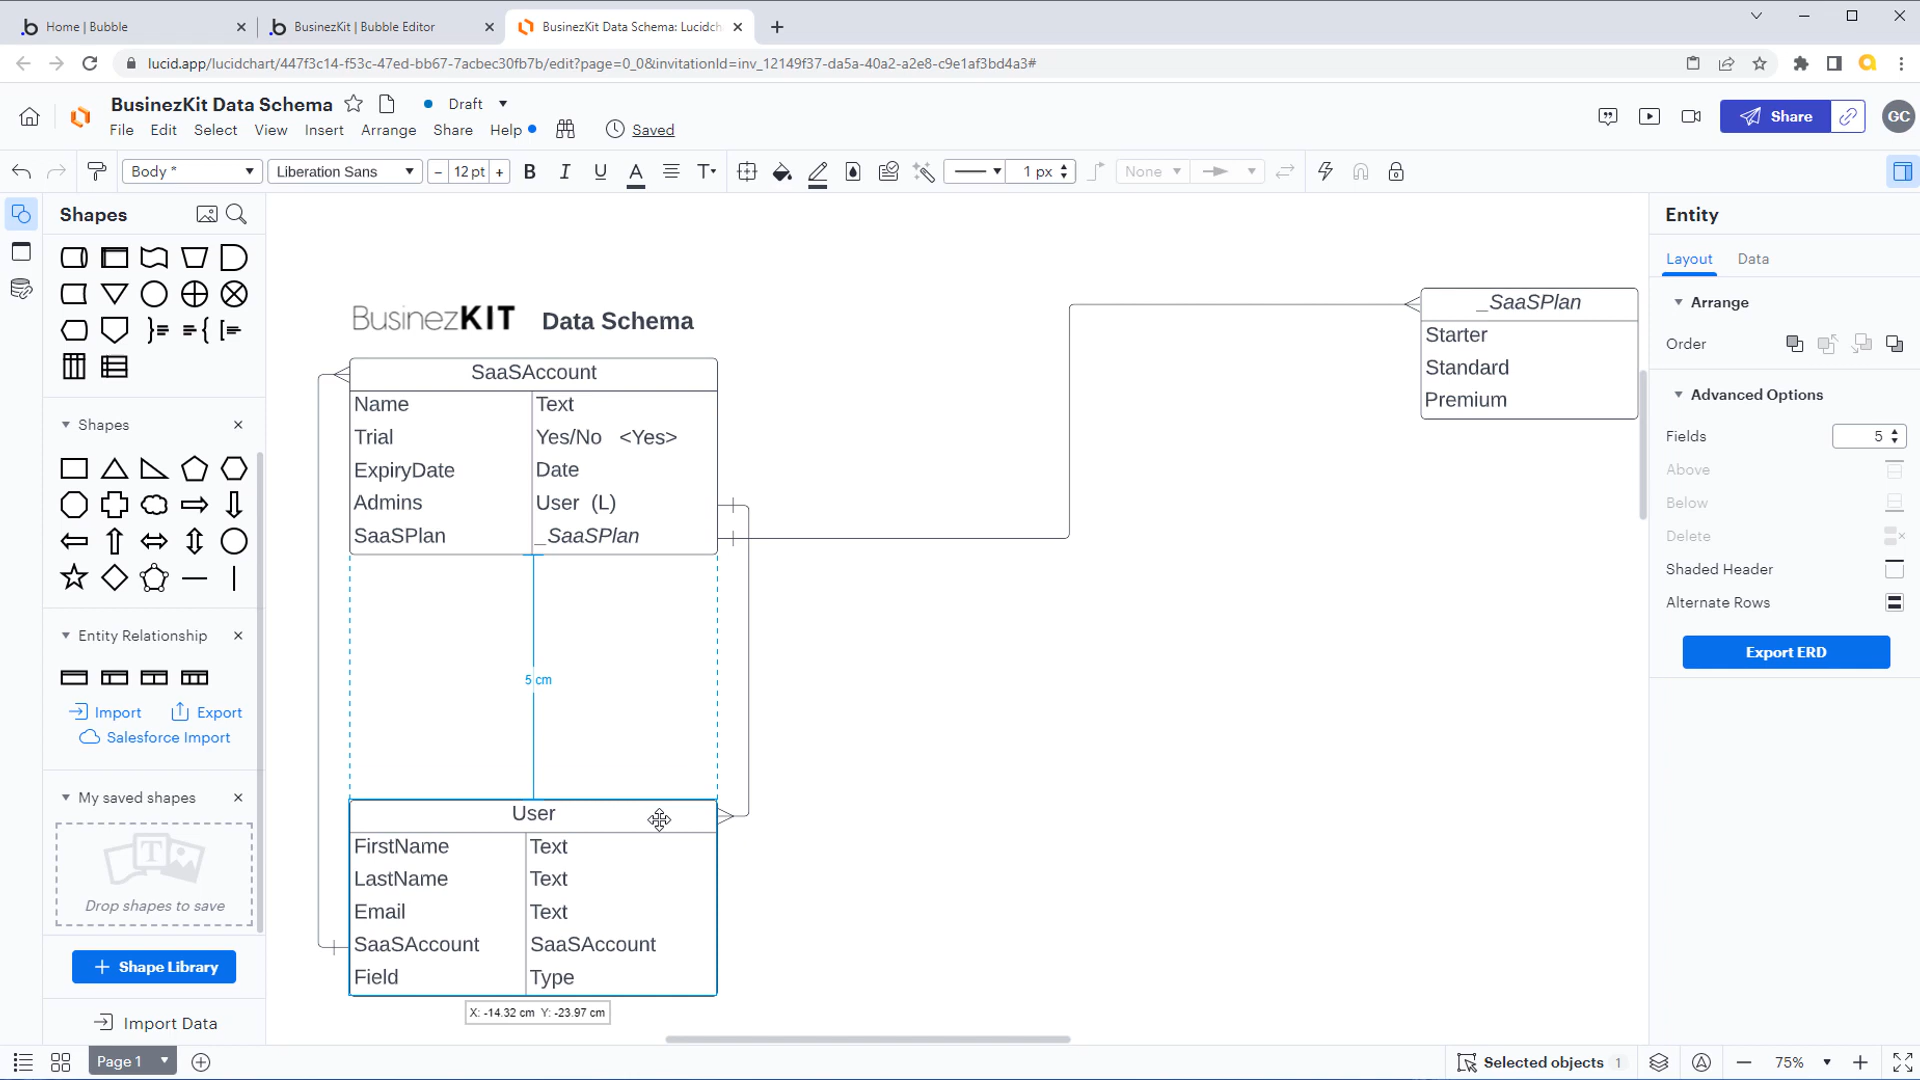 Home | Bubble
BusinezKit | Bubble Editor
BusinezKit Data Schema: Lucidch
lucid.app/lucidchart/447f3c14-f53c-47ed-bb67-7acbec30fb7b/edit?page=0_0&invitationId=inv_12149f37-da5a-40a2-a2e8-c9e1af3bd4a3#
BusinezKit Data Schema
Draft
File Edit Select View Insert Arrange Share Help Saved
Share
GC
Body *
Liberation Sans
12 pt
B I U A T
1 px
None
Shapes
Shapes
Entity Relationship
Import
Export
Salesforce Import
My saved shapes
T
Drop shapes to save
+ Shape Library
Import Data
BusinezKIT Data Schema
SaaSAccount
Name Text
Trial Yes/No <Yes>
ExpiryDate Date
Admins User (L)
SaaSPlan _SaaSPlan
5 cm
User
FirstName Text
LastName Text
Email Text
SaaSAccount SaaSAccount
Field Type
X: -14.32 cm Y: -23.97 cm
_SaaSPlan
Starter
Standard
Premium
Entity
Layout
Data
Arrange
Order
Advanced Options
Fields 5
Above
Below
Delete
Shaded Header
Alternate Rows
Export ERD
Page 1
Selected objects 1
75%